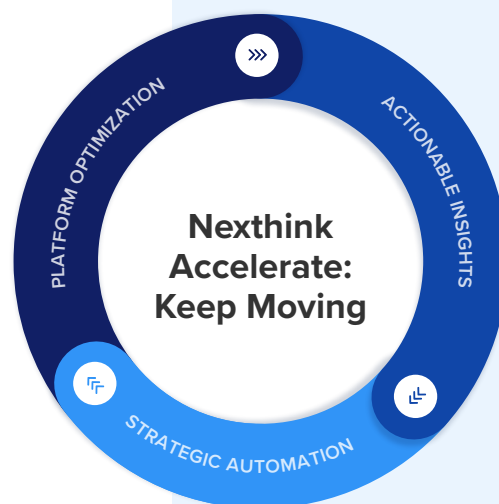 PLATFORM OPTIMIZATION
ACTIONABLE INSIGHTS
Nexthink
Accelerate:
Keep Moving
STRATEGIC AUTOMATION